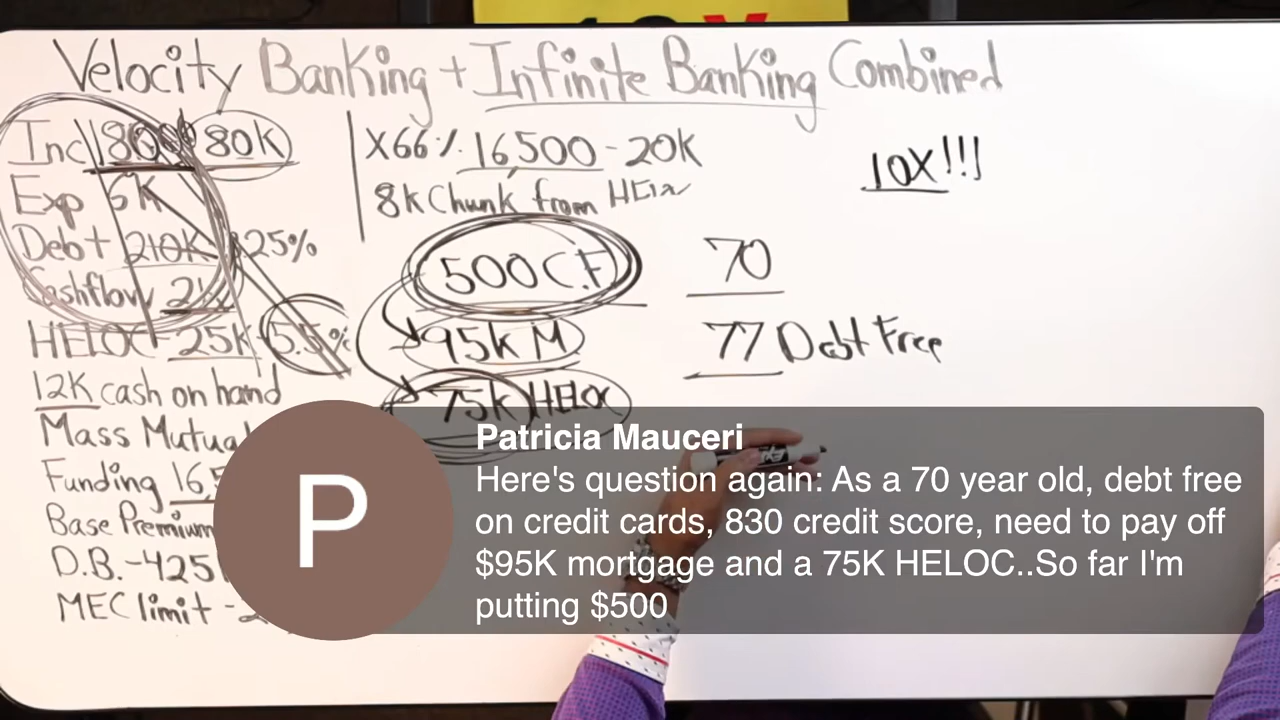 10X
Velocity Banking + Infinite Banking Combined
Inc 80K
X66% 16,500 - 20K
10X!!!
Exp 6K
8k Chunk from
Debt 210K 25%
500 C.F
70
Cashflow 2K
HELOC - 25K 5.5%
95k M
77 Debt Free
12K cash on hand
75k HELOC
Mass Mutual
Funding 16,5
Base Premium
D.B. - 425
MEC limit - 2
P
Patricia Mauceri
Here's question again: As a 70 year old, debt free
on credit cards, 830 credit score, need to pay off
$95K mortgage and a 75K HELOC..So far I'm
putting $500